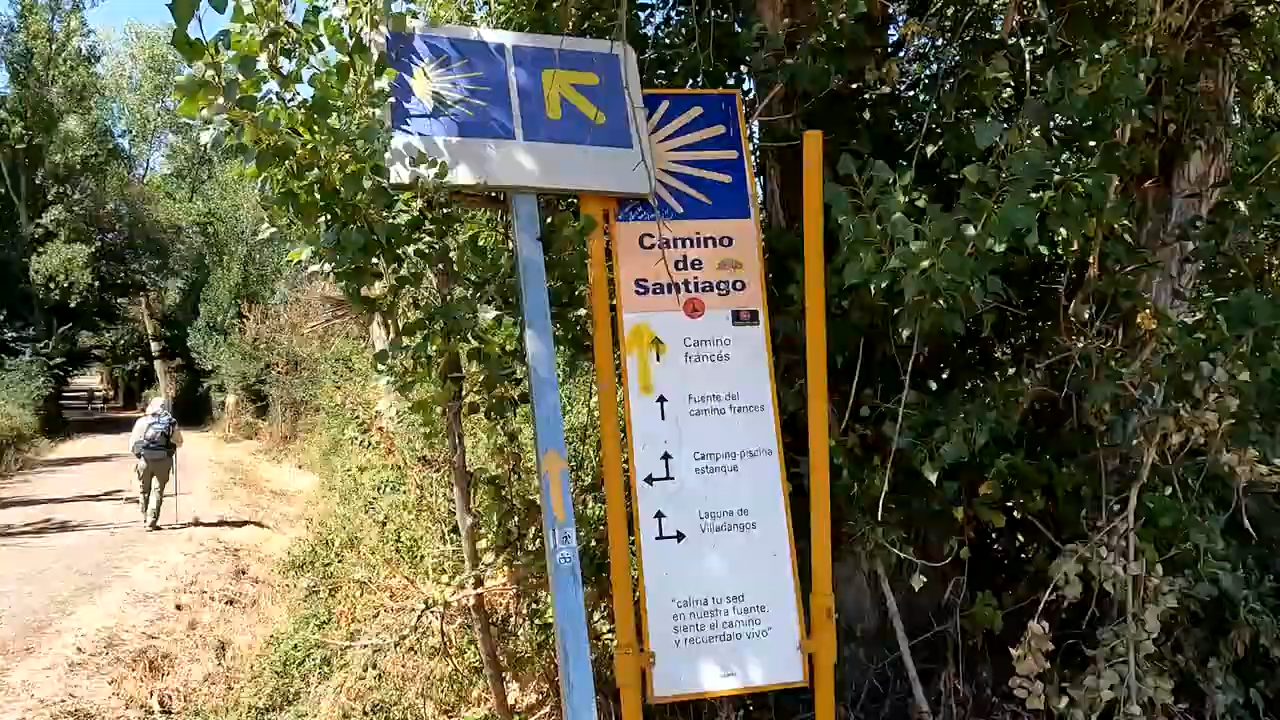 Camino
de
Santiago
Camino
francés
Fuente del
camino frances
Camping-piscina
estanque
Laguna de
Villadangos
"calma tu sed
en nuestra fuente,
siente el camino
y recuerdalo vivo"